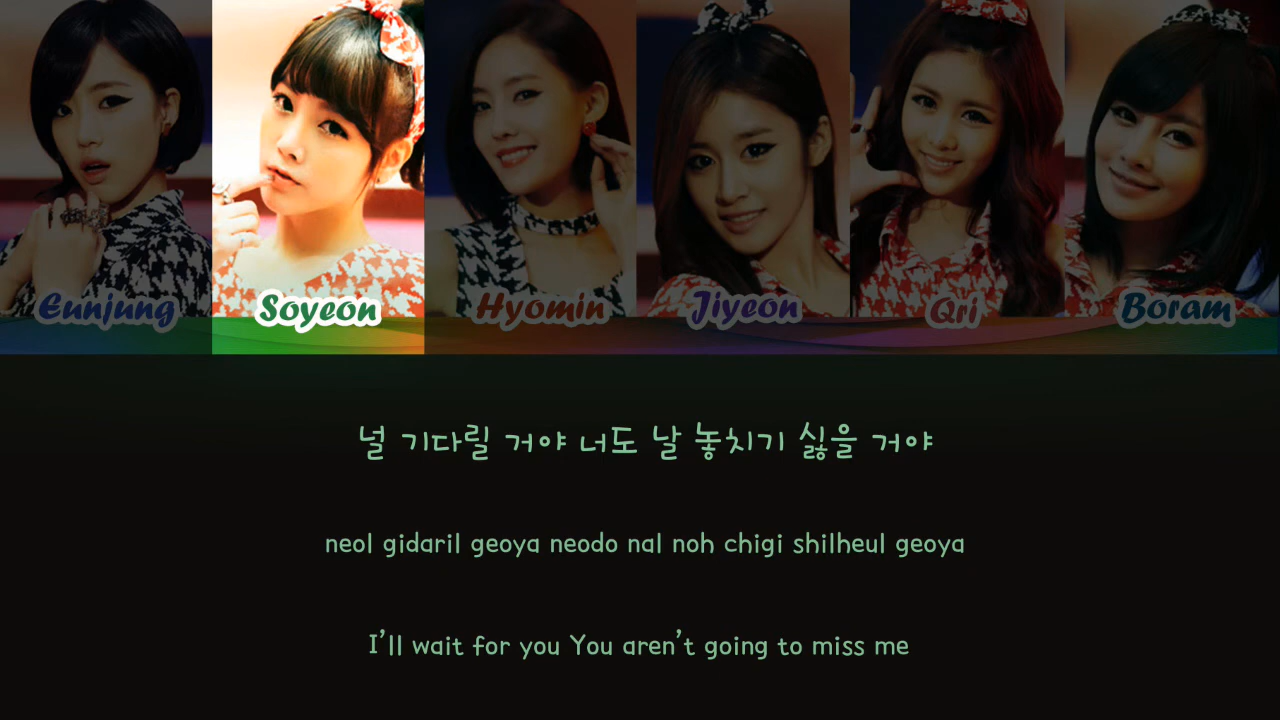 Eunjung Soyeon Hyomin Jiyeon Qri Boram
널 기다릴 거야 너도 날 놓치기 싫을 거야
neol gidaril geoya neodo nal noh chigi shilheul geoya
I'll wait for you You aren't going to miss me